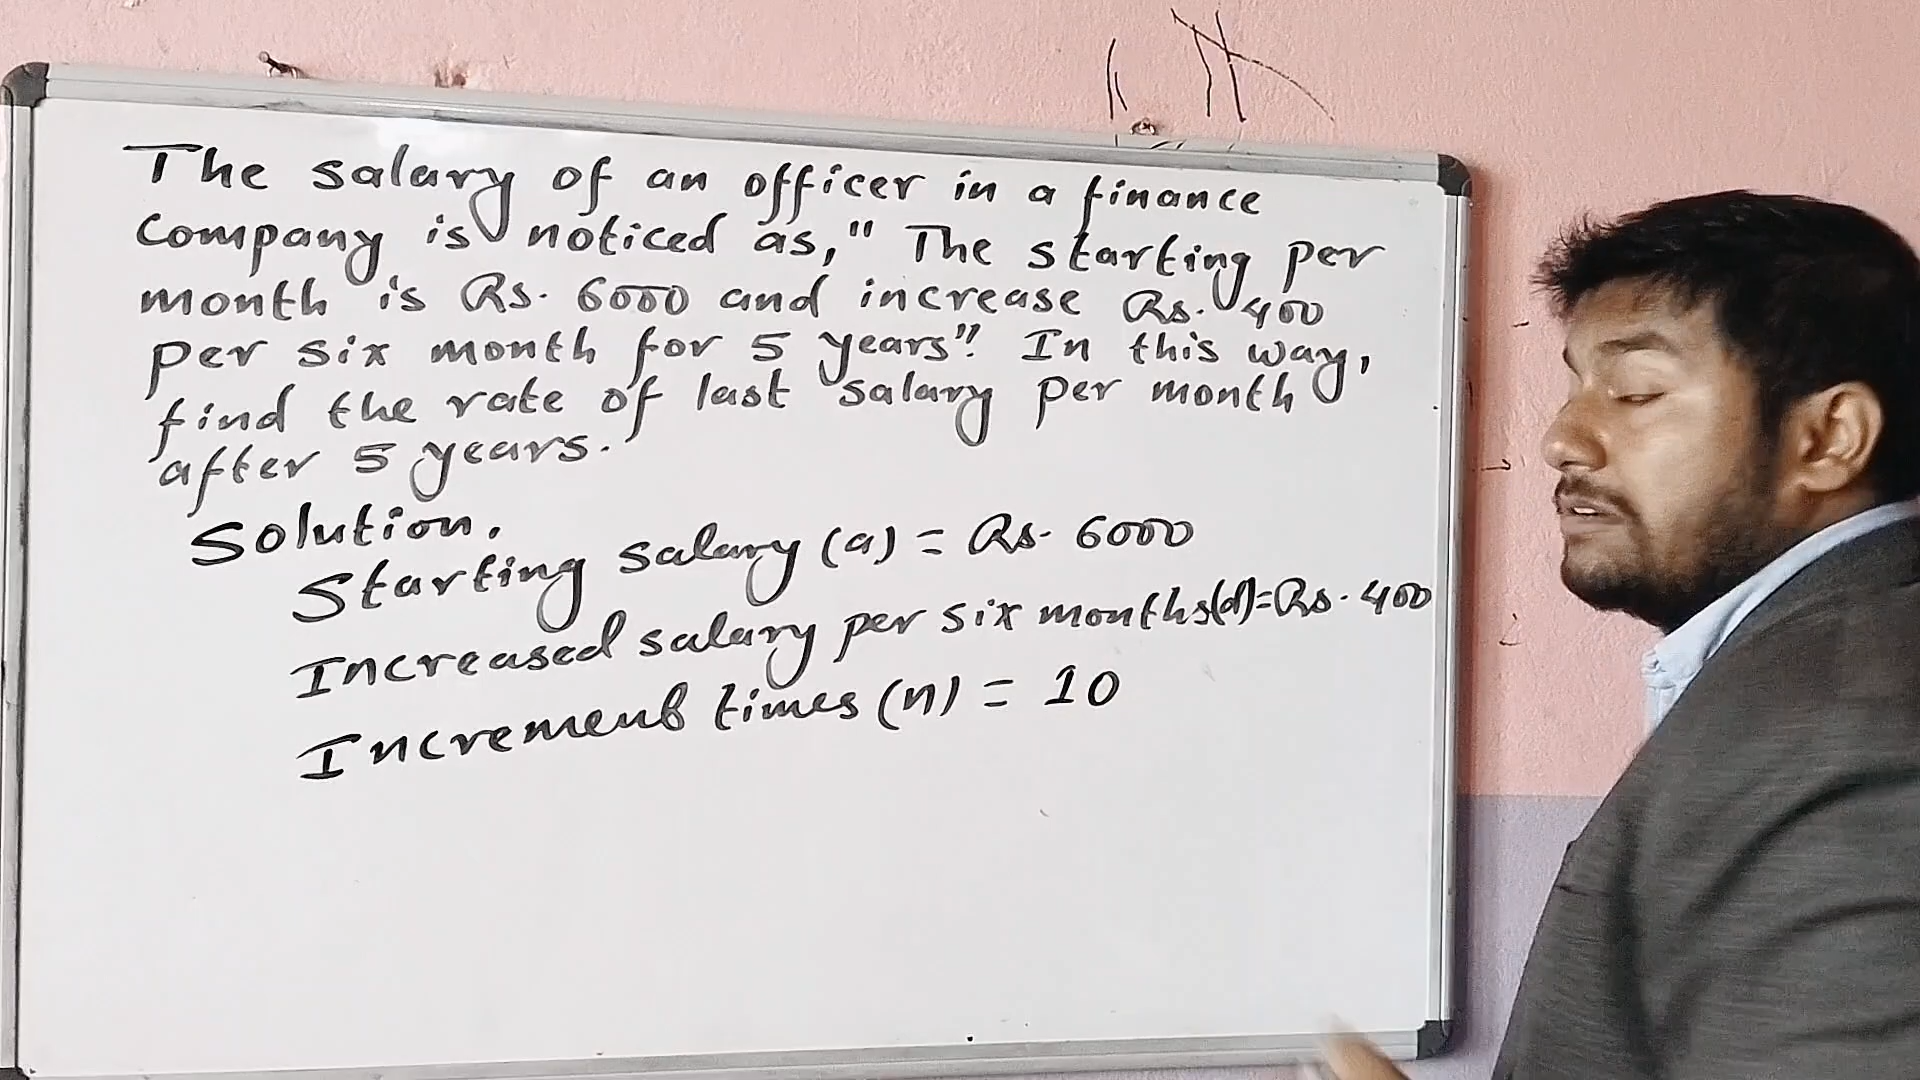 The salary of an officer in a finance
company is noticed as, " The starting per
month is Rs. 6000 and increase Rs. 400
per six month for 5 years". In this way,
find the rate of last salary per month
after 5 years.
Solution.
Starting salary (a) = Rs. 6000
Increased salary per six months(d)=Rs. 400
Increment times (n) = 10